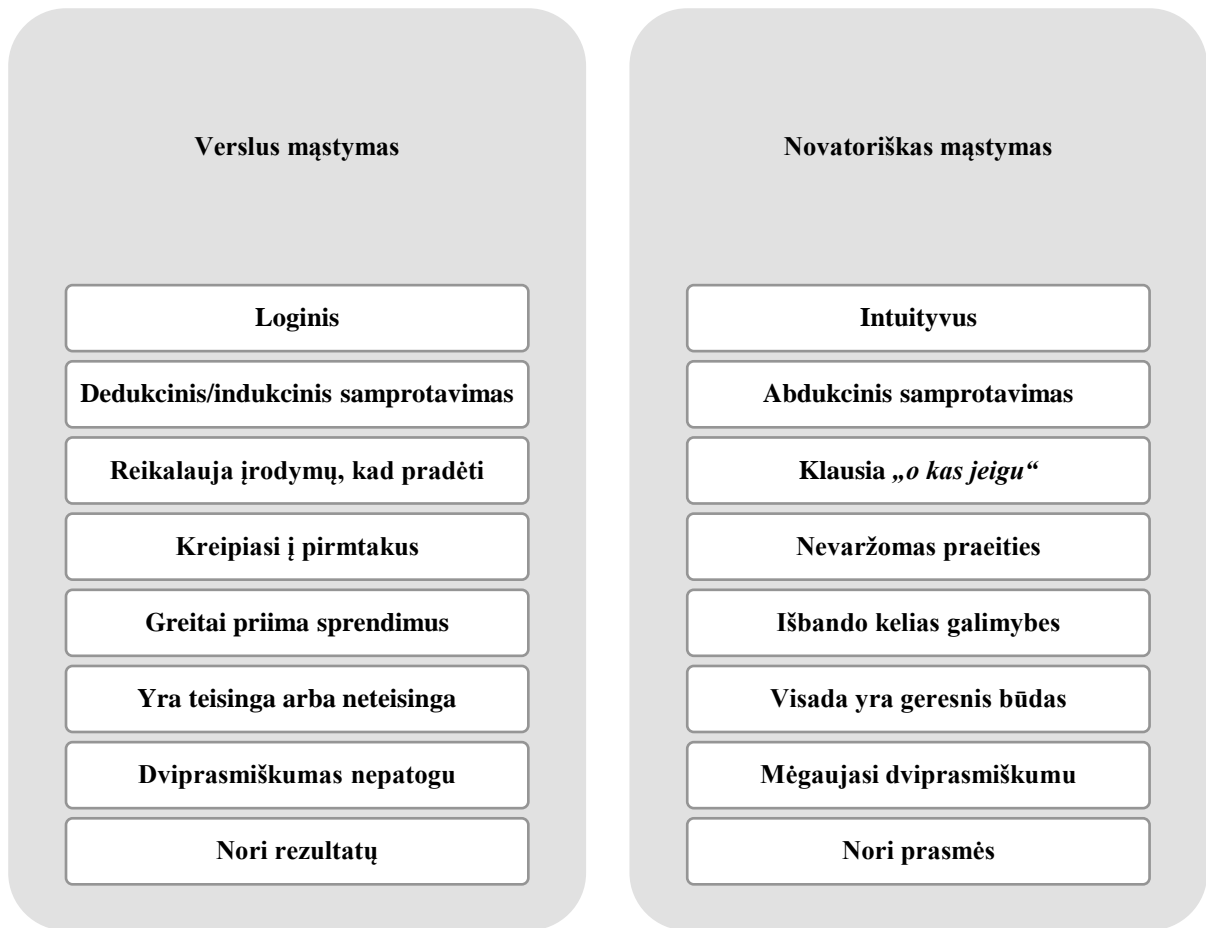 Verslus mąstymas
Loginis
Dedukcinis/indukcinis samprotavimas
Reikalauja įrodymų, kad pradėti
Kreipiasi į pirmtakus
Greitai priima sprendimus
Yra teisinga arba neteisinga
Dviprasmiškumas nepatogu
Nori rezultatų
Novatoriškas mąstymas
Intuityvus
Abdukcinis samprotavimas
Klausia „o kas jeigu“
Nevaržomas praeities
Išbando kelias galimybes
Visada yra geresnis būdas
Mėgaujasi dviprasmiškumu
Nori prasmės